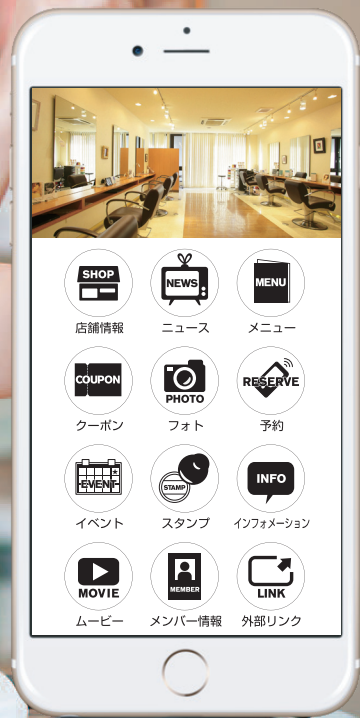 SHOP
NEWS
MENU
店舗情報
ニュース
メニュー
COUPON
PHOTO
RESERVE
クーポン
フォト
予約
EVENT
STAMP
INFO
イベント
スタンプ
インフォメーション
MOVIE
MEMBER
LINK
ムービー
メンバー情報
外部リンク